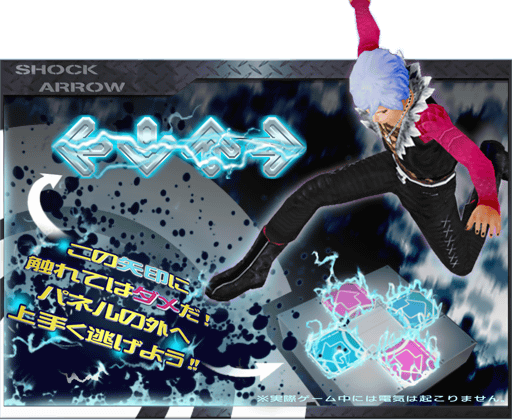 SHOCK
ARROW
この矢印に
触れてはダメだ!
パネルの外へ
上手く逃げよう!!
※実際ゲーム中には電気は起こりません。